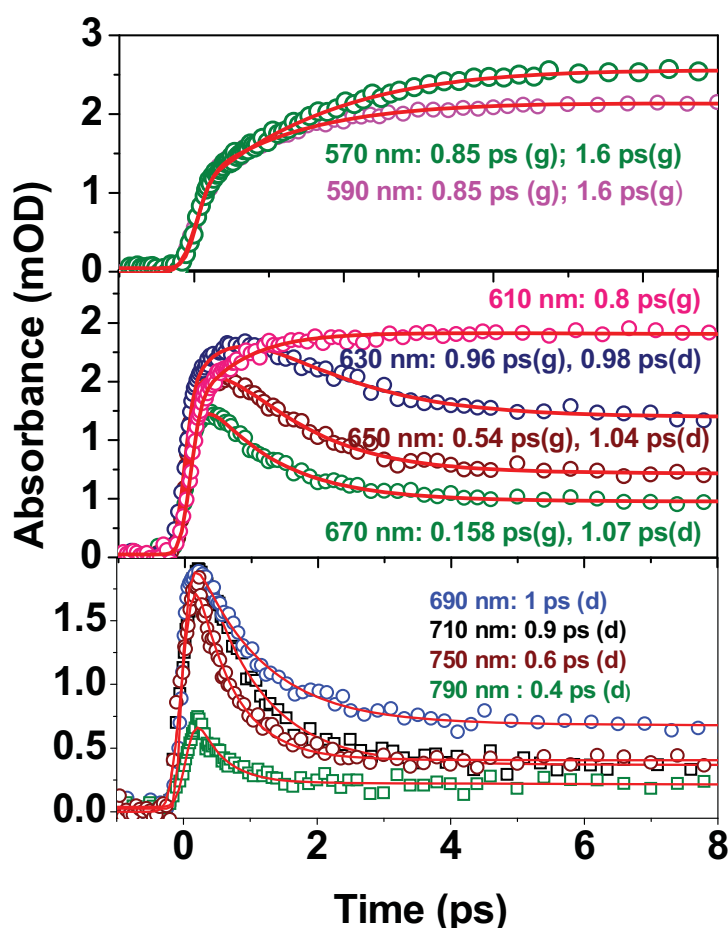 Absorbance (mOD)
3
2
1
0
570 nm: 0.85 ps (g); 1.6 ps(g)
590 nm: 0.85 ps (g); 1.6 ps(g)
2
2
1
1
0
610 nm: 0.8 ps(g)
630 nm: 0.96 ps(g), 0.98 ps(d)
650 nm: 0.54 ps(g), 1.04 ps(d)
670 nm: 0.158 ps(g), 1.07 ps(d)
1.5
1.0
0.5
0.0
690 nm: 1 ps (d)
710 nm: 0.9 ps (d)
750 nm: 0.6 ps (d)
790 nm : 0.4 ps (d)
0 2 4 6 8
Time (ps)